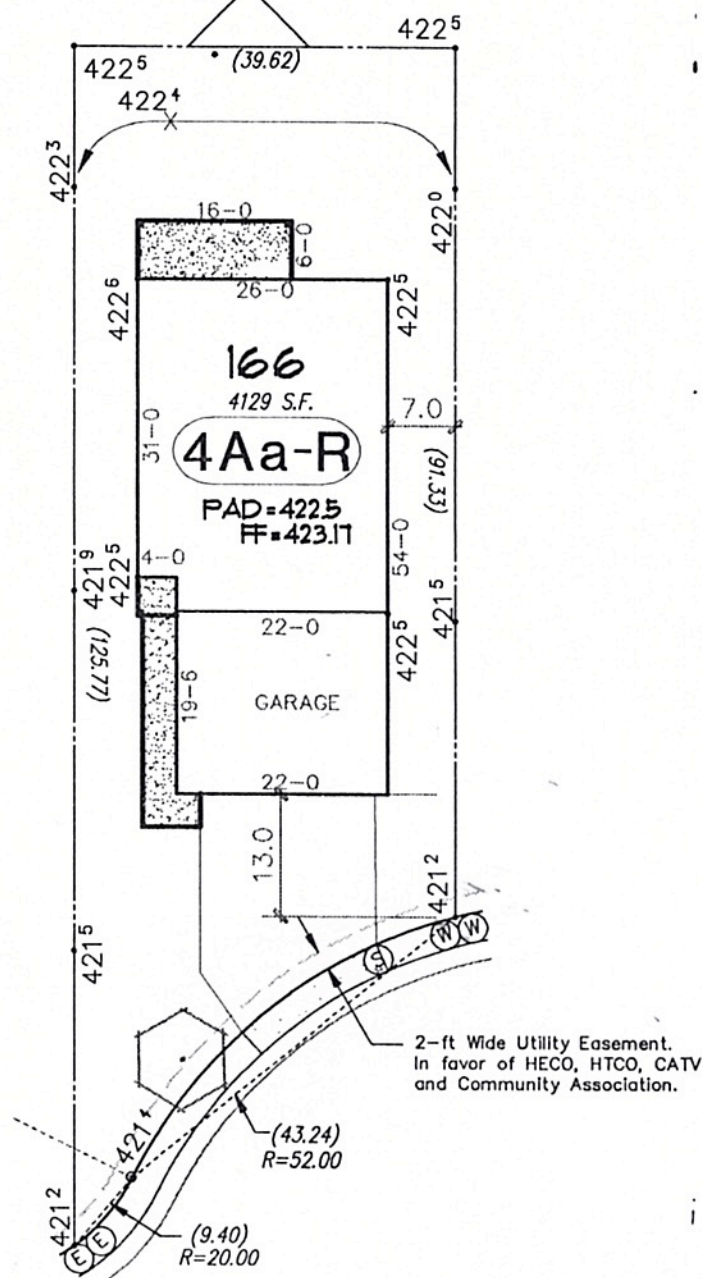 422⁵
(39.62)
422⁵
422⁴
X
422³
422⁰
16-0
6-0
26-0
422⁶
422⁵
166
4129 S.F.
7.0
31-0
4Aa-R
(91.33)
PAD=422.5
FF=423.17
54-0
4-0
421⁹
422⁵
421⁵
22-0
422⁵
(125.77)
19-6
GARAGE
22-0
13.0
421²
421⁵
W W
2-ft Wide Utility Easement.
In favor of HECO, HTCO, CATV
and Community Association.
421⁴
(43.24)
R=52.00
421²
E E
(9.40)
R=20.00